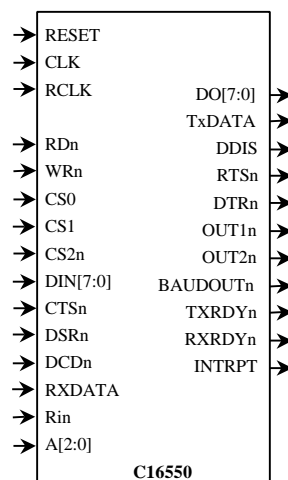 RESET
CLK
RCLK
RDn
WRn
CS0
CS1
CS2n
DIN[7:0]
CTSn
DSRn
DCDn
RXDATA
Rin
A[2:0]
DO[7:0]
TxDATA
DDIS
RTSn
DTRn
OUT1n
OUT2n
BAUDOUTn
TXRDYn
RXRDYn
INTRPT
C16550